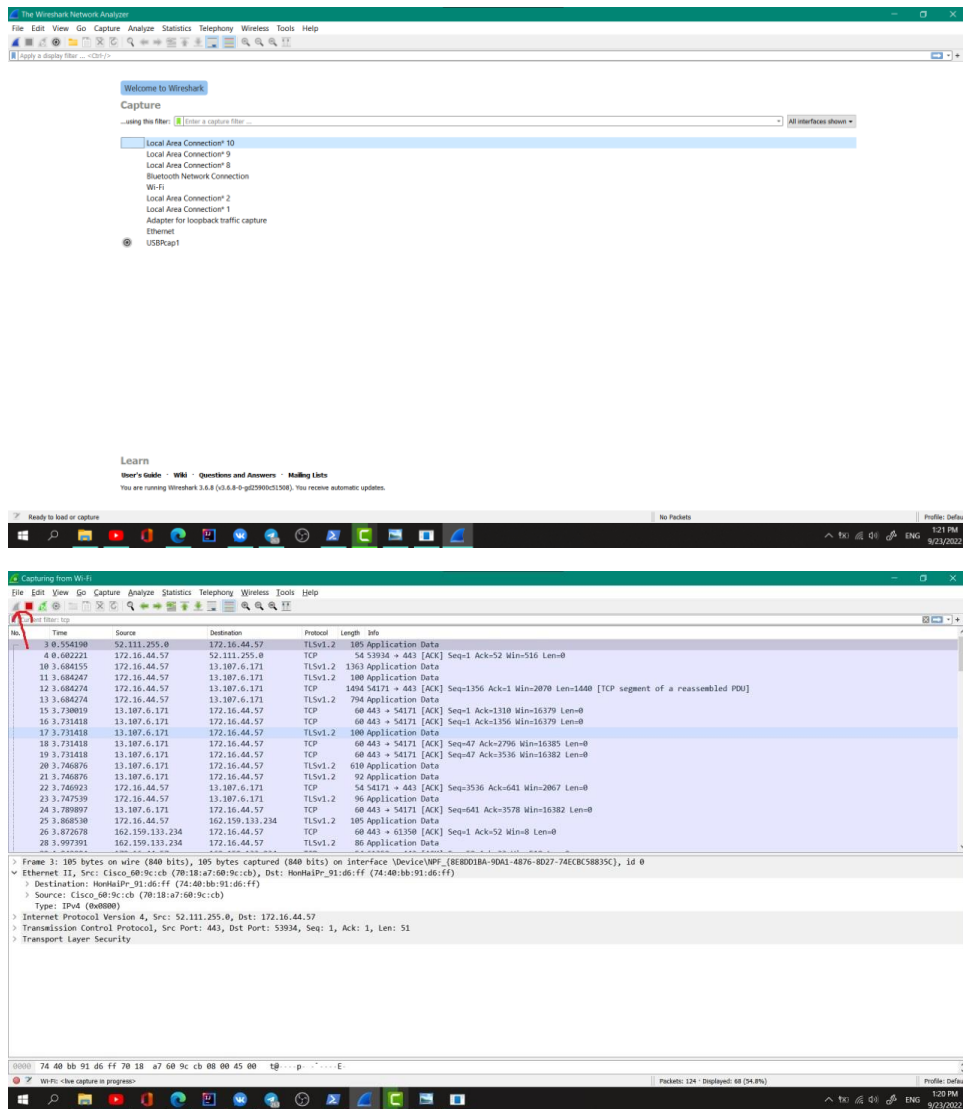 The Wireshark Network Analyzer
File Edit View Go Capture Analyze Statistics Telephony Wireless Tools Help
Apply a display filter ... <Ctrl-/>
Welcome to Wireshark
Capture
...using this filter: Enter a capture filter ... All interfaces shown
Local Area Connection* 10
Local Area Connection* 9
Local Area Connection* 8
Bluetooth Network Connection
Wi-Fi
Local Area Connection* 2
Local Area Connection* 1
Adapter for loopback traffic capture
Ethernet
USBPcap1
Learn
User's Guide · Wiki · Questions and Answers · Mailing Lists
You are running Wireshark 3.6.8 (v3.6.8-0-gd25900c51508). You receive automatic updates.
Ready to load or capture No Packets Profile: Defau
ENG 1:21 PM
9/23/2022
Capturing from Wi-Fi
File Edit View Go Capture Analyze Statistics Telephony Wireless Tools Help
Current filter: tcp
No. Time Source Destination Protocol Length Info
3 0.554190 52.111.255.0 172.16.44.57 TLSv1.2 105 Application Data
4 0.602221 172.16.44.57 52.111.255.0 TCP 54 53934 → 443 [ACK] Seq=1 Ack=52 Win=516 Len=0
10 3.684155 172.16.44.57 13.107.6.171 TLSv1.2 1363 Application Data
11 3.684247 172.16.44.57 13.107.6.171 TLSv1.2 100 Application Data
12 3.684274 172.16.44.57 13.107.6.171 TCP 1494 54171 → 443 [ACK] Seq=1356 Ack=1 Win=2070 Len=1440 [TCP segment of a reassembled PDU]
13 3.684274 172.16.44.57 13.107.6.171 TLSv1.2 794 Application Data
15 3.730019 13.107.6.171 172.16.44.57 TCP 60 443 → 54171 [ACK] Seq=1 Ack=1310 Win=16379 Len=0
16 3.731418 13.107.6.171 172.16.44.57 TCP 60 443 → 54171 [ACK] Seq=1 Ack=1356 Win=16379 Len=0
17 3.731418 13.107.6.171 172.16.44.57 TLSv1.2 100 Application Data
18 3.731418 13.107.6.171 172.16.44.57 TCP 60 443 → 54171 [ACK] Seq=47 Ack=2796 Win=16385 Len=0
19 3.731418 13.107.6.171 172.16.44.57 TCP 60 443 → 54171 [ACK] Seq=47 Ack=3536 Win=16382 Len=0
20 3.746876 13.107.6.171 172.16.44.57 TLSv1.2 610 Application Data
21 3.746876 13.107.6.171 172.16.44.57 TLSv1.2 92 Application Data
22 3.746923 172.16.44.57 13.107.6.171 TCP 54 54171 → 443 [ACK] Seq=3536 Ack=641 Win=2067 Len=0
23 3.747539 172.16.44.57 13.107.6.171 TLSv1.2 96 Application Data
24 3.789897 13.107.6.171 172.16.44.57 TCP 60 443 → 54171 [ACK] Seq=641 Ack=3578 Win=16382 Len=0
25 3.868530 172.16.44.57 162.159.133.234 TLSv1.2 105 Application Data
26 3.872678 162.159.133.234 172.16.44.57 TCP 60 443 → 61350 [ACK] Seq=1 Ack=52 Win=8 Len=0
28 3.997391 162.159.133.234 172.16.44.57 TLSv1.2 86 Application Data
Frame 3: 105 bytes on wire (840 bits), 105 bytes captured (840 bits) on interface \Device\NPF_{8E8DD1BA-9DA1-4876-8D27-74ECBC58835C}, id 0
Ethernet II, Src: Cisco_60:9c:cb (70:18:a7:60:9c:cb), Dst: HonHaiPr_91:d6:ff (74:40:bb:91:d6:ff)
Destination: HonHaiPr_91:d6:ff (74:40:bb:91:d6:ff)
Source: Cisco_60:9c:cb (70:18:a7:60:9c:cb)
Type: IPv4 (0x0800)
Internet Protocol Version 4, Src: 52.111.255.0, Dst: 172.16.44.57
Transmission Control Protocol, Src Port: 443, Dst Port: 53934, Seq: 1, Ack: 1, Len: 51
Transport Layer Security
0000 74 40 bb 91 d6 ff 70 18 a7 60 9c cb 08 00 45 00 t@····p· ·`····E·
Wi-Fi: <live capture in progress> Packets: 124 · Displayed: 68 (54.8%) Profile: Defau
ENG 1:20 PM
9/23/2022